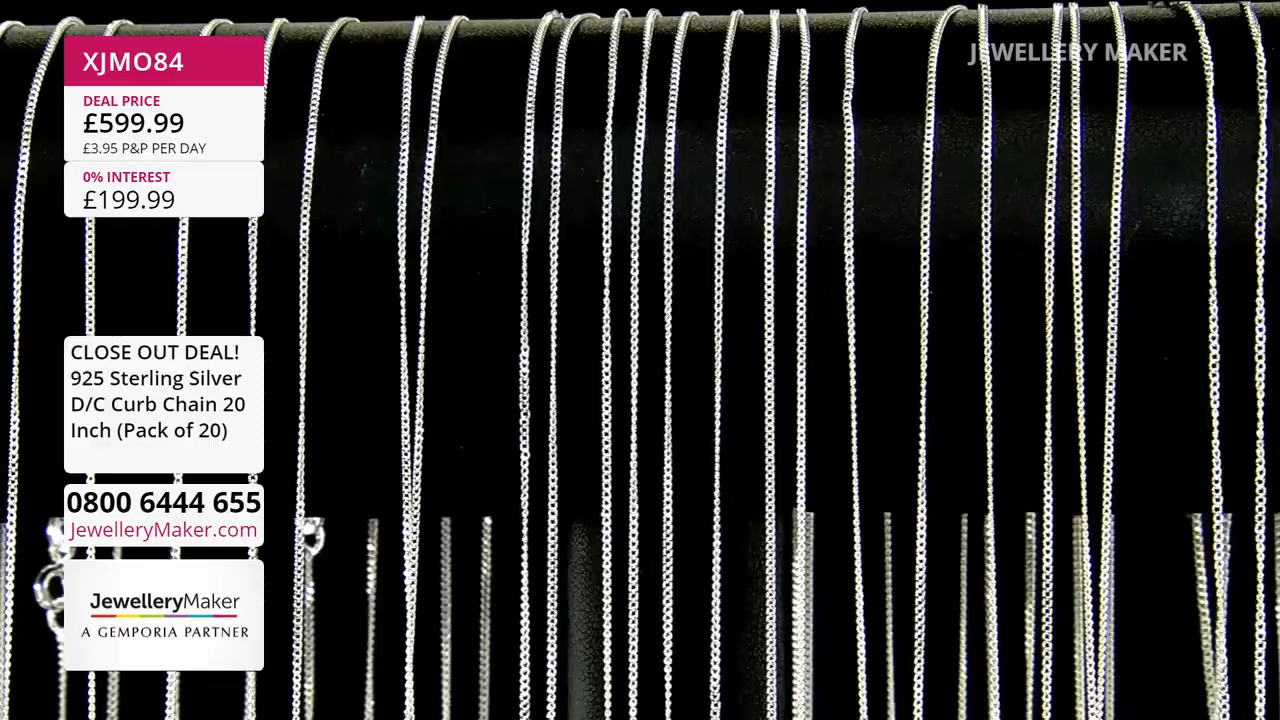 XJMO84
DEAL PRICE
£599.99
£3.95 P&P PER DAY
0% INTEREST
£199.99
CLOSE OUT DEAL!
925 Sterling Silver
D/C Curb Chain 20
Inch (Pack of 20)
0800 6444 655
JewelleryMaker.com
JewelleryMaker
A GEMPORIA PARTNER
JEWELLERY MAKER